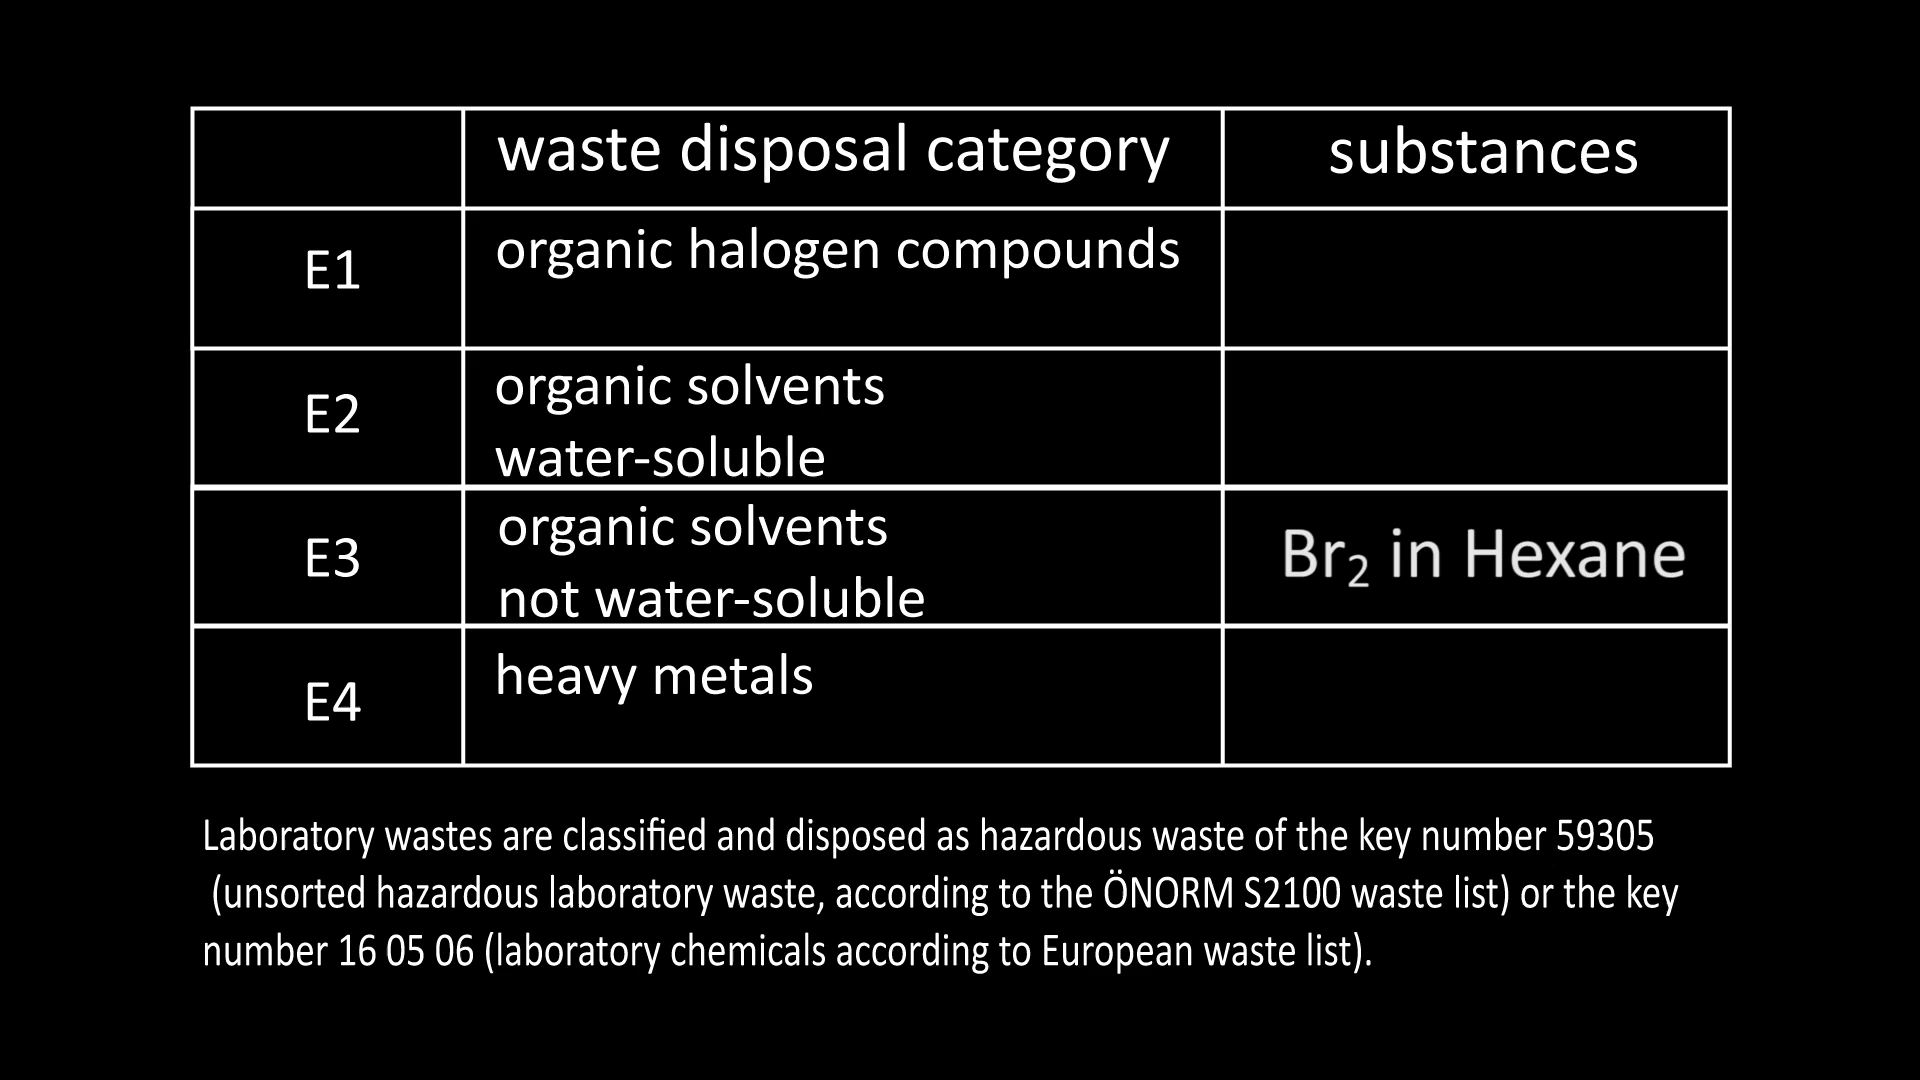 waste disposal category substances
E1 organic halogen compounds
E2 organic solvents
water-soluble
E3 organic solvents
not water-soluble
Br₂ in Hexane
E4 heavy metals
Laboratory wastes are classified and disposed as hazardous waste of the key number 59305
(unsorted hazardous laboratory waste, according to the ÖNORM S2100 waste list) or the key
number 16 05 06 (laboratory chemicals according to European waste list).